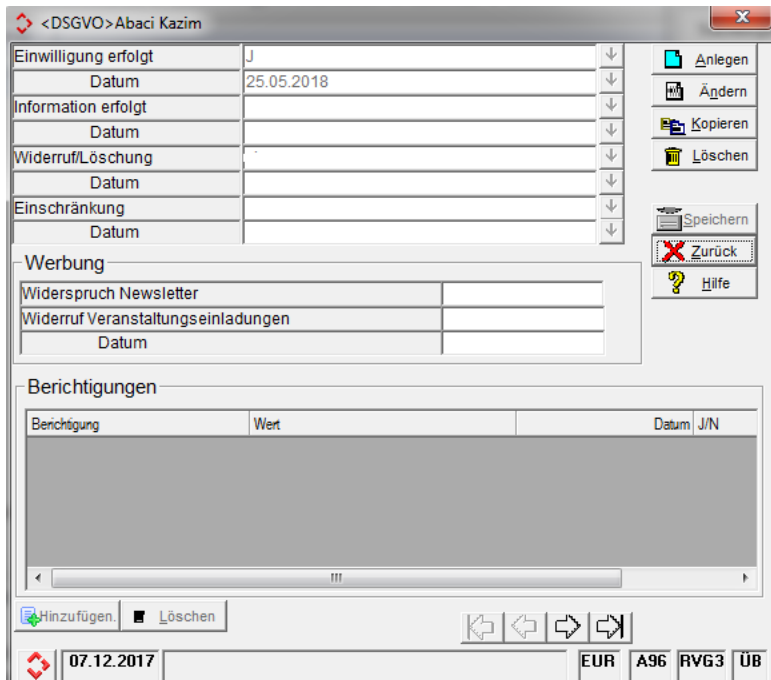 <DSGVO>Abaci Kazim
x
Einwilligung erfolgt J
Datum 25.05.2018
Information erfolgt
Datum
Widerruf/Löschung
Datum
Einschränkung
Datum
Anlegen
Ändern
Kopieren
Löschen
Speichern
Zurück
Hilfe
Werbung
Widerspruch Newsletter
Widerruf Veranstaltungseinladungen
Datum
Berichtigungen
Berichtigung Wert Datum J/N
Hinzufügen. Löschen
07.12.2017 EUR A96 RVG3 ÜB